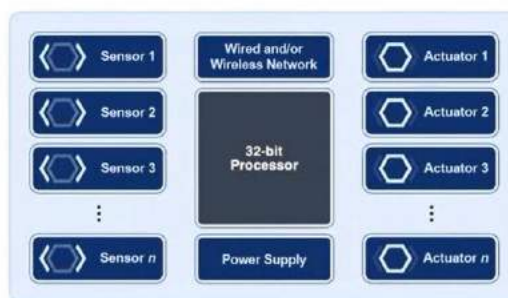 Sensor 1
Sensor 2
Sensor 3
Sensor n
Wired and/or
Wireless Network
32-bit
Processor
Power Supply
Actuator 1
Actuator 2
Actuator 3
Actuator n